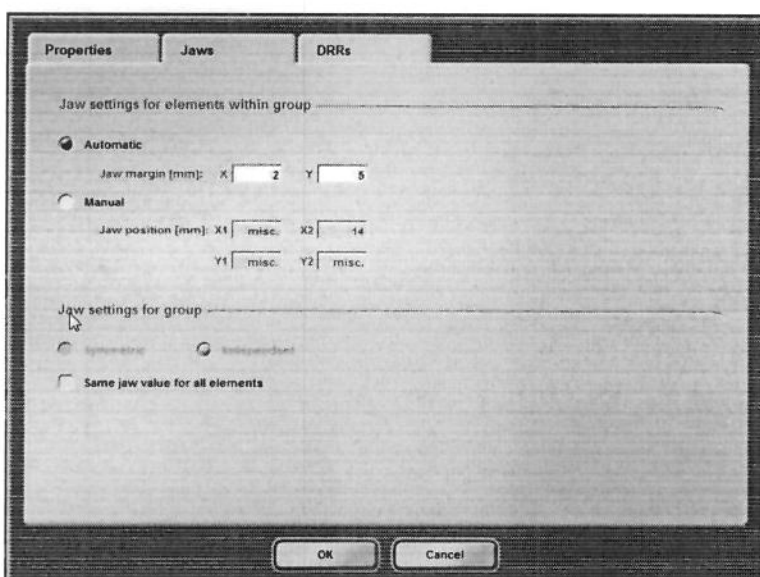 Properties Jaws DRRs
Jaw settings for elements within group
Automatic
Jaw margin [mm]: X 2 Y 5
Manual
Jaw position [mm]: X1 misc. X2 14
Y1 misc. Y2 misc.
Jaw settings for group
Symmetric Independent
Same jaw value for all elements
OK Cancel